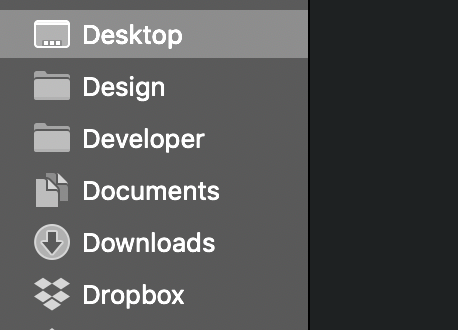 Desktop
Design
Developer
Documents
Downloads
Dropbox